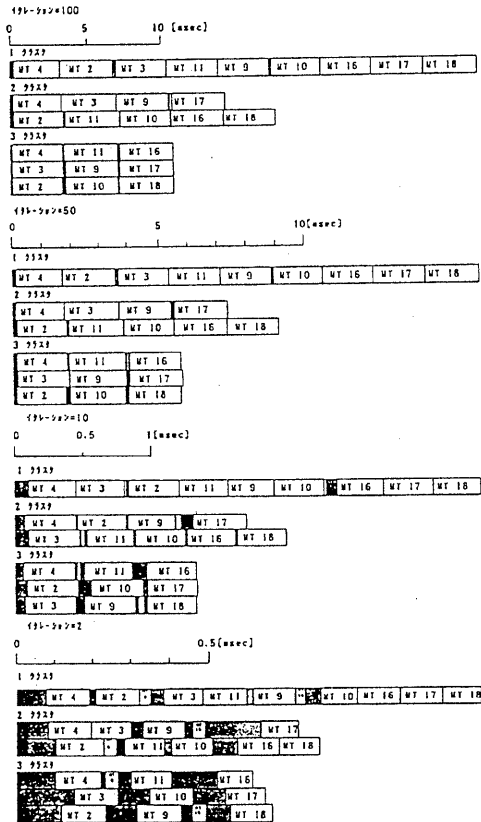 イタレーション=100
0 5 10 [msec]
1 クラスタ
MT 4 MT 2 MT 3 MT 11 MT 9 MT 10 MT 16 MT 17 MT 18
2 クラスタ
MT 4 MT 3 MT 9 MT 17
MT 2 MT 11 MT 10 MT 16 MT 18
3 クラスタ
MT 4 MT 11 MT 16
MT 3 MT 9 MT 17
MT 2 MT 10 MT 18
イタレーション=50
0 5 10[msec]
1 クラスタ
MT 4 MT 2 MT 3 MT 11 MT 9 MT 10 MT 16 MT 17 MT 18
2 クラスタ
MT 4 MT 3 MT 9 MT 17
MT 2 MT 11 MT 10 MT 16 MT 18
3 クラスタ
MT 4 MT 11 MT 16
MT 3 MT 9 MT 17
MT 2 MT 10 MT 18
イタレーション=10
0 0.5 1[msec]
1 クラスタ
MT 4 MT 3 MT 2 MT 11 MT 9 MT 10 MT 16 MT 17 MT 18
2 クラスタ
MT 4 MT 2 MT 9 MT 17
MT 3 MT 11 MT 10 MT 16 MT 18
3 クラスタ
MT 4 MT 11 MT 16
MT 2 MT 10 MT 17
MT 3 MT 9 MT 18
イタレーション=2
0 0.5[msec]
1 クラスタ
MT 4 MT 2 MT 3 MT 11 MT 9 MT 10 MT 16 MT 17 MT 18
2 クラスタ
MT 4 MT 3 MT 9 MT 17
MT 2 MT 11 MT 10 MT 16 MT 18
3 クラスタ
MT 4 MT 11 MT 16
MT 3 MT 10 MT 17
MT 2 MT 9 MT 18